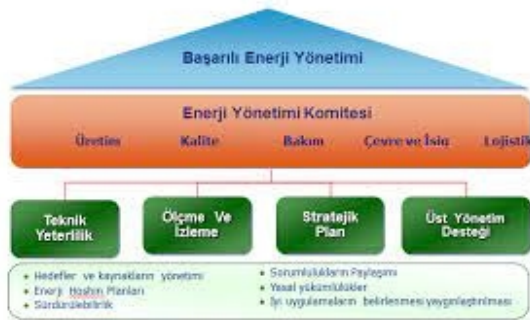 Başarılı Enerji Yönetimi
Enerji Yönetimi Komitesi
Üretim Kalite Bakım Çevre ve İsig Lojistik
Teknik Yeterlilik
Ölçme Ve İzleme
Stratejik Plan
Üst Yönetim Desteği
Hedefler ve kaynakların yönetimi
Enerji Hoshin Planları
Sürdürülebilirlik
Sorumlulukların Paylaşımı
Yasal yükümlülükler
İyi uygulamaların belirlenmesi yaygınlaştırılması